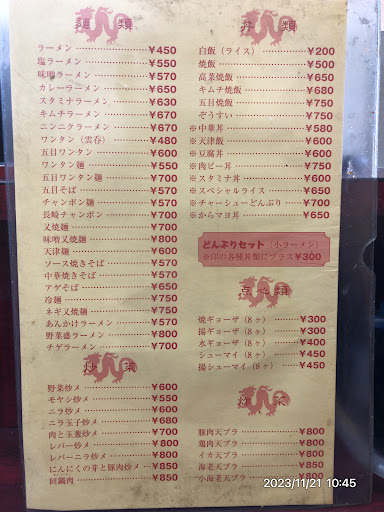 麺類
ラーメン ¥450
塩ラーメン ¥550
味噌ラーメン ¥570
カレーラーメン ¥650
スタミナラーメン ¥630
キムチラーメン ¥670
ニンニクラーメン ¥670
ワンタン（雲呑） ¥480
五目ワンタン ¥600
ワンタン麺 ¥550
五目ワンタン麺 ¥700
五目そば ¥570
チャンポン麺 ¥570
長崎チャンポン ¥700
叉焼麺 ¥700
味噌叉焼麺 ¥800
天津麺 ¥600
ソース焼きそば ¥570
中華焼きそば ¥570
アゲそば ¥650
冷麺 ¥750
ネギ叉焼麺 ¥750
あんかけラーメン ¥570
野菜盛ラーメン ¥800
チゲラーメン ¥700
炒菜
野菜炒メ ¥600
モヤシ炒メ ¥550
ニラ炒メ ¥600
ニラ玉子炒メ ¥680
肉と玉葱炒メ ¥700
レバー炒メ ¥800
レバーニラ炒メ ¥800
にんにくの芽と豚肉炒メ ¥850
回鍋肉 ¥850
丼類
白飯（ライス） ¥200
焼飯 ¥500
高菜焼飯 ¥650
キムチ焼飯 ¥680
五目焼飯 ¥750
ぞうすい ¥750
※中華丼 ¥580
※天津飯 ¥600
※豆腐丼 ¥600
※肉ピー丼 ¥750
※スタミナ丼 ¥650
※スペシャルライス ¥650
※チャーシューどんぶり ¥700
※からマヨ丼 ¥650
どんぶりセット（小ラーメン）
※印の各種丼類にプラス¥300
点心類
焼ギョーザ（8ヶ） ¥300
揚ギョーザ（8ヶ） ¥300
水ギョーザ（8ヶ） ¥400
シューマイ（8ヶ） ¥450
揚シューマイ（8ヶ） ¥450
炸菜
豚肉天プラ ¥800
鶏肉天プラ ¥800
イカ天プラ ¥800
海老天プラ ¥850
小海老天プラ ¥800
2023/11/21 10:45